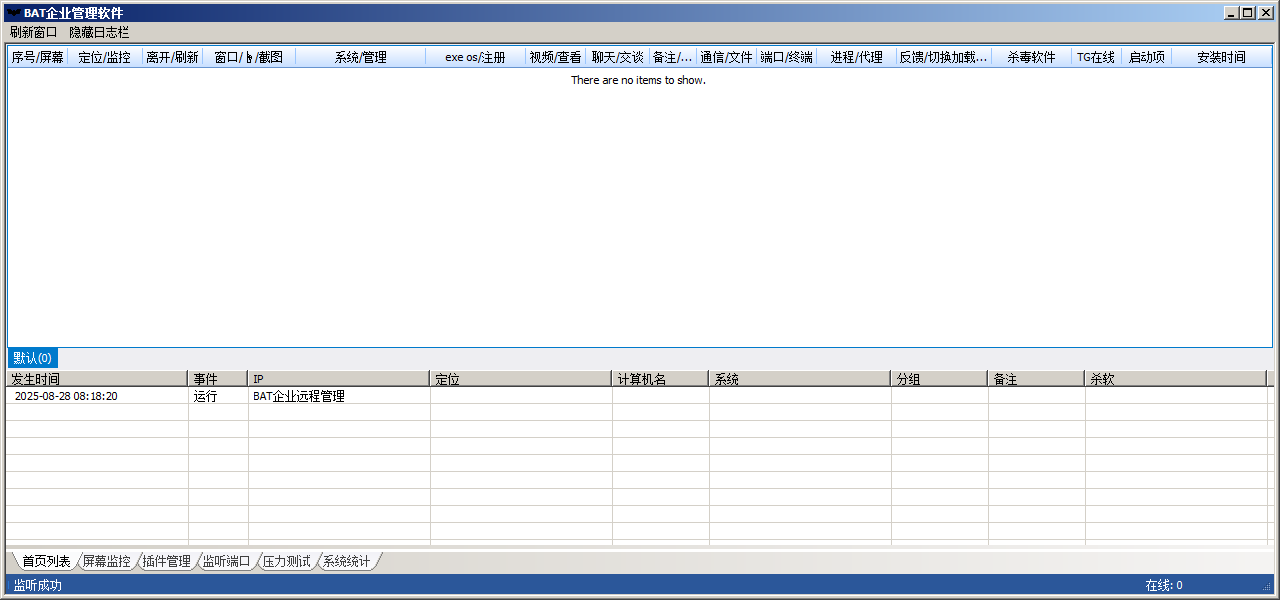 BAT企业管理软件
刷新窗口 隐藏日志栏
序号/屏幕 定位/监控 离开/刷新 窗口/ /截图 系统/管理 exe os/注册 视频/查看 聊天/交谈 备注/... 通信/文件 端口/终端 进程/代理 反馈/切换加载... 杀毒软件 TG在线 启动项 安装时间
There are no items to show.
默认(0)
发生时间 事件 IP 定位 计算机名 系统 分组 备注 杀软
2025-08-28 08:18:20 运行 BAT企业远程管理
首页列表 屏幕监控 插件管理 监听端口 压力测试 系统统计
监听成功 在线: 0